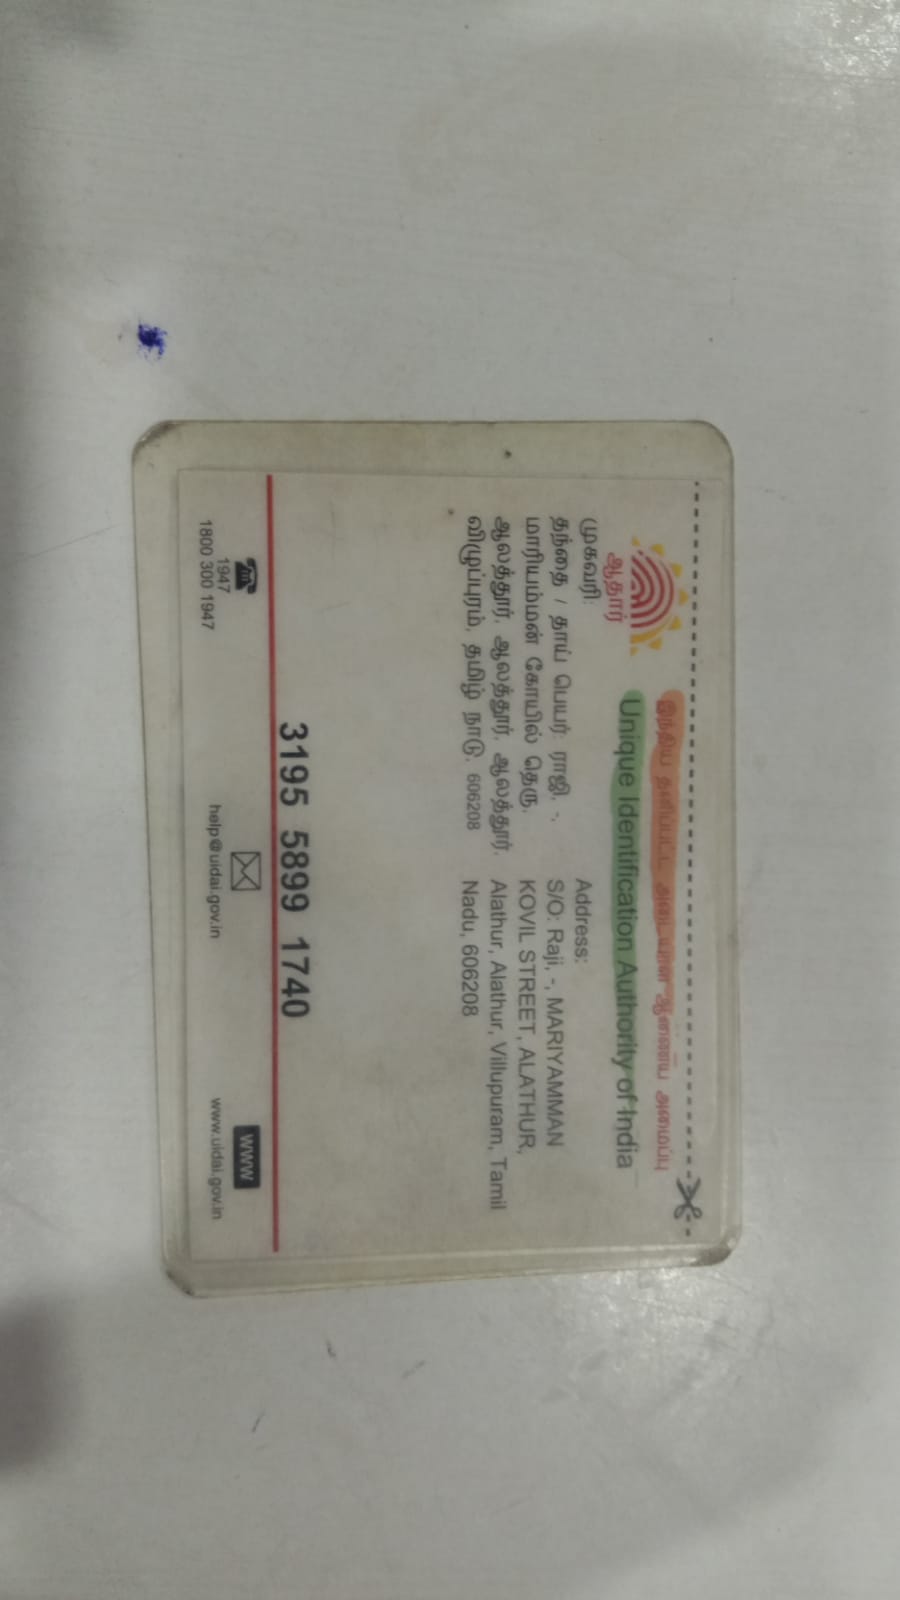 இந்திய தனிப்பட்ட அடையாள ஆணைய அமைப்பு
Unique Identification Authority of India
ஆதார்
முகவரி:
தந்தை / தாய் பெயர்: ராஜி, -,
மாரியம்மன் கோயில் தெரு,
ஆலத்தூர், ஆலத்தூர், ஆலத்தூர்,
விழுப்புரம், தமிழ் நாடு, 606208
Address:
S/O: Raji, -, MARIYAMMAN
KOVIL STREET, ALATHUR,
Alathur, Alathur, Villupuram, Tamil
Nadu, 606208
3195 5899 1740
1947
1800 300 1947
help@uidai.gov.in
www
www.uidai.gov.in